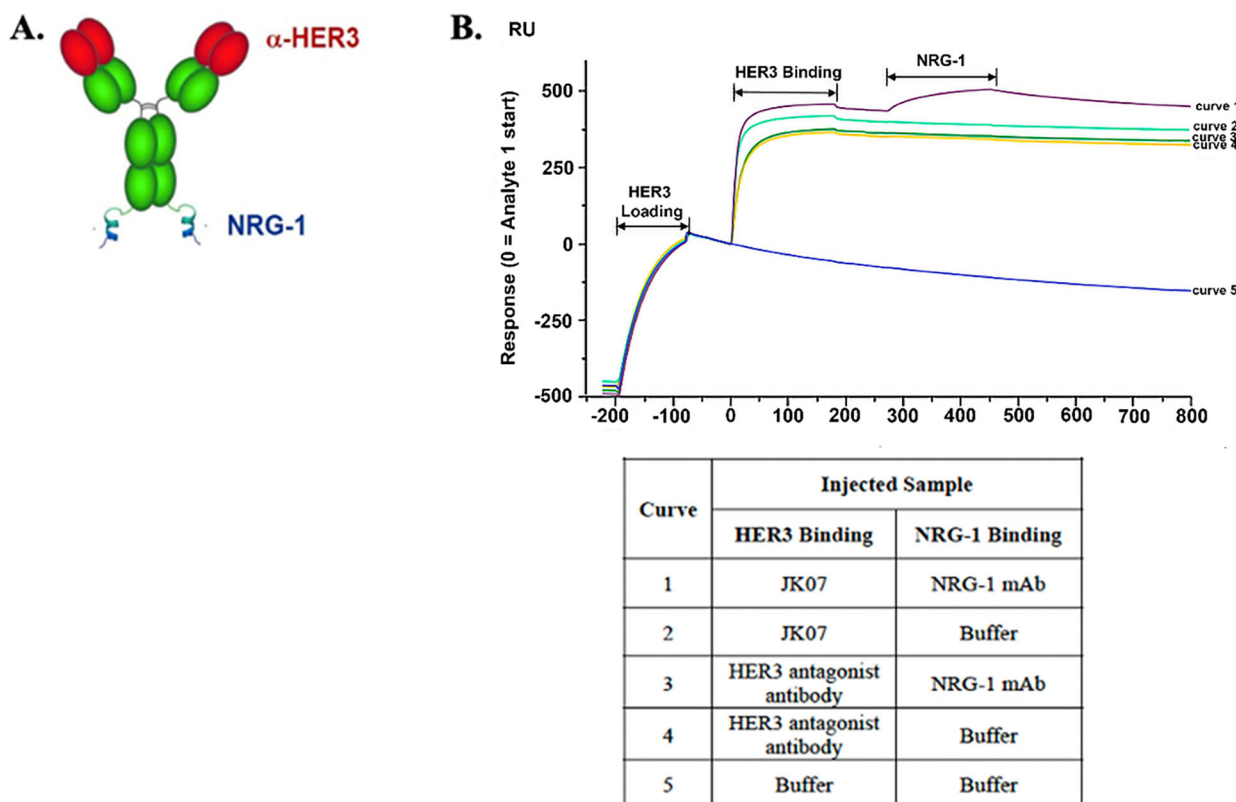 A.
α-HER3
NRG-1
B.
RU
Response (0 = Analyte 1 start)
500
250
0
-250
-500
-200
-100
0
100
200
300
400
500
600
700
800
HER3
Loading
HER3 Binding
NRG-1
curve 1
curve 2
curve 3
curve 4
curve 5
Curve
Injected Sample
HER3 Binding
NRG-1 Binding
1
JK07
NRG-1 mAb
2
JK07
Buffer
3
HER3 antagonist
antibody
NRG-1 mAb
4
HER3 antagonist
antibody
Buffer
5
Buffer
Buffer